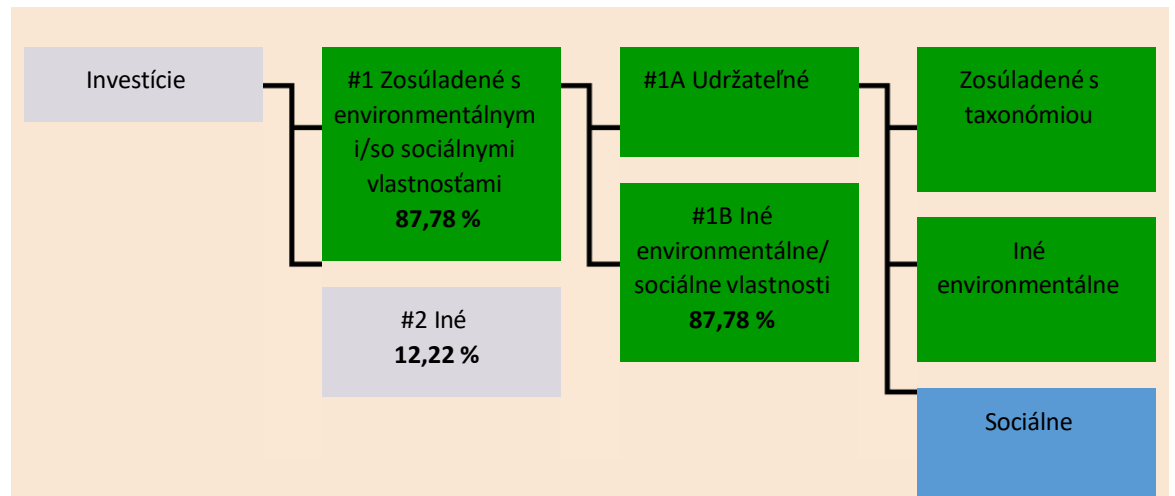 Investície
#1 Zosúladené s
environmentálnym
i/so sociálnymi
vlastnosťami
87,78 %
#2 Iné
12,22 %
#1A Udržateľné
#1B Iné
environmentálne/
sociálne vlastnosti
87,78 %
Zosúladené s
taxonómiou
Iné
environmentálne
Sociálne